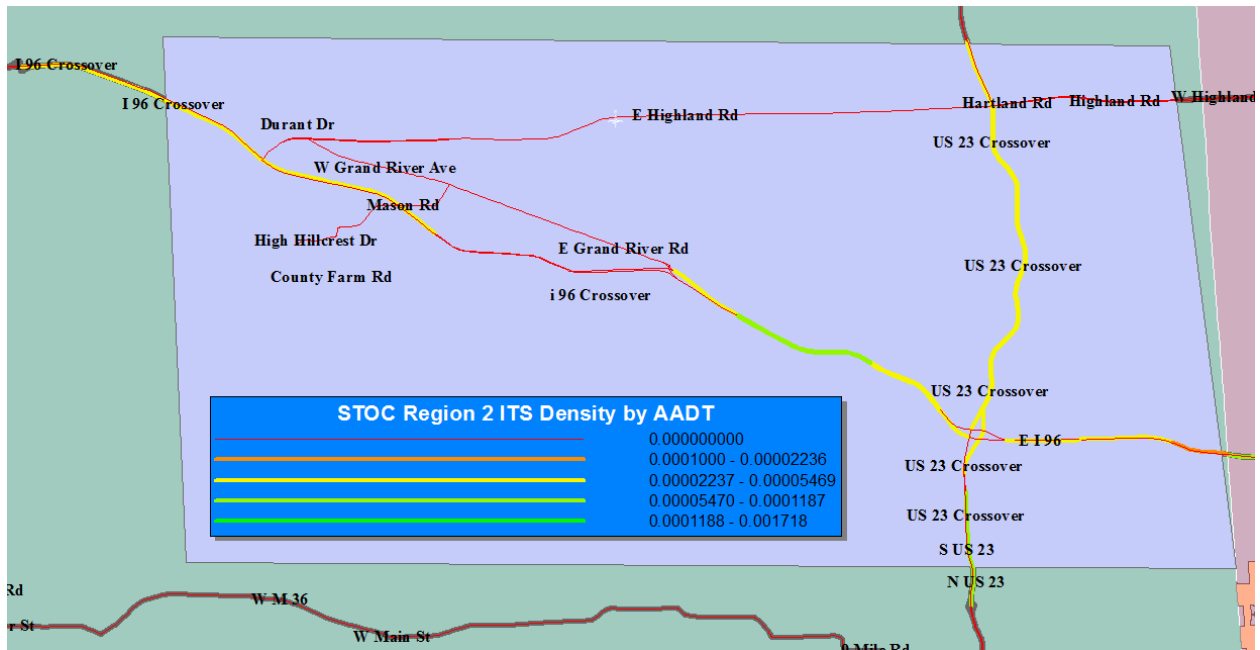 I 96 Crossover
I 96 Crossover
Durant Dr
E Highland Rd
Hartland Rd
Highland Rd
W Highland
US 23 Crossover
W Grand River Ave
Mason Rd
High Hillcrest Dr
County Farm Rd
E Grand River Rd
i 96 Crossover
US 23 Crossover
US 23 Crossover
E I 96
US 23 Crossover
US 23 Crossover
S US 23
N US 23
STOC Region 2 ITS Density by AADT
0.000000000
0.0001000 - 0.00002236
0.00002237 - 0.00005469
0.00005470 - 0.0001187
0.0001188 - 0.001718
Rd
W M 36
r St
W Main St
9 Mile Rd